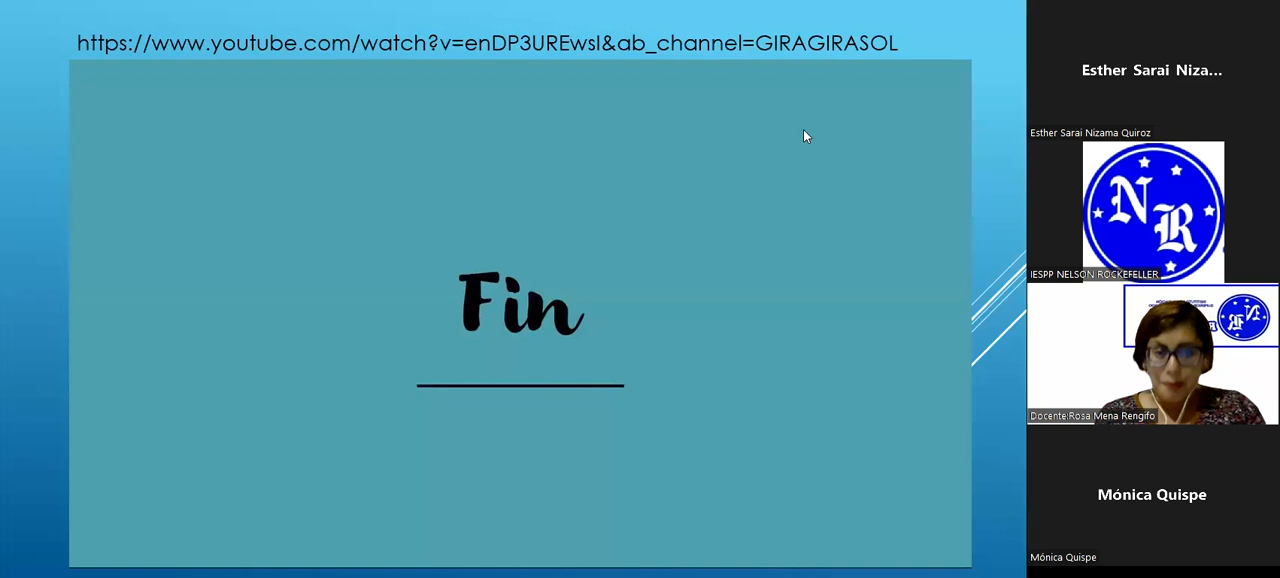 https://www.youtube.com/watch?v=enDP3UREwsI&ab_channel=GIRAGIRASOL
Fin
Esther Sarai Niza...
Esther Sarai Nizama Quiroz
NR
IESPP NELSON ROCKEFELLER
NR
Docente:Rosa Mena Rengifo
Mónica Quispe
Mónica Quispe